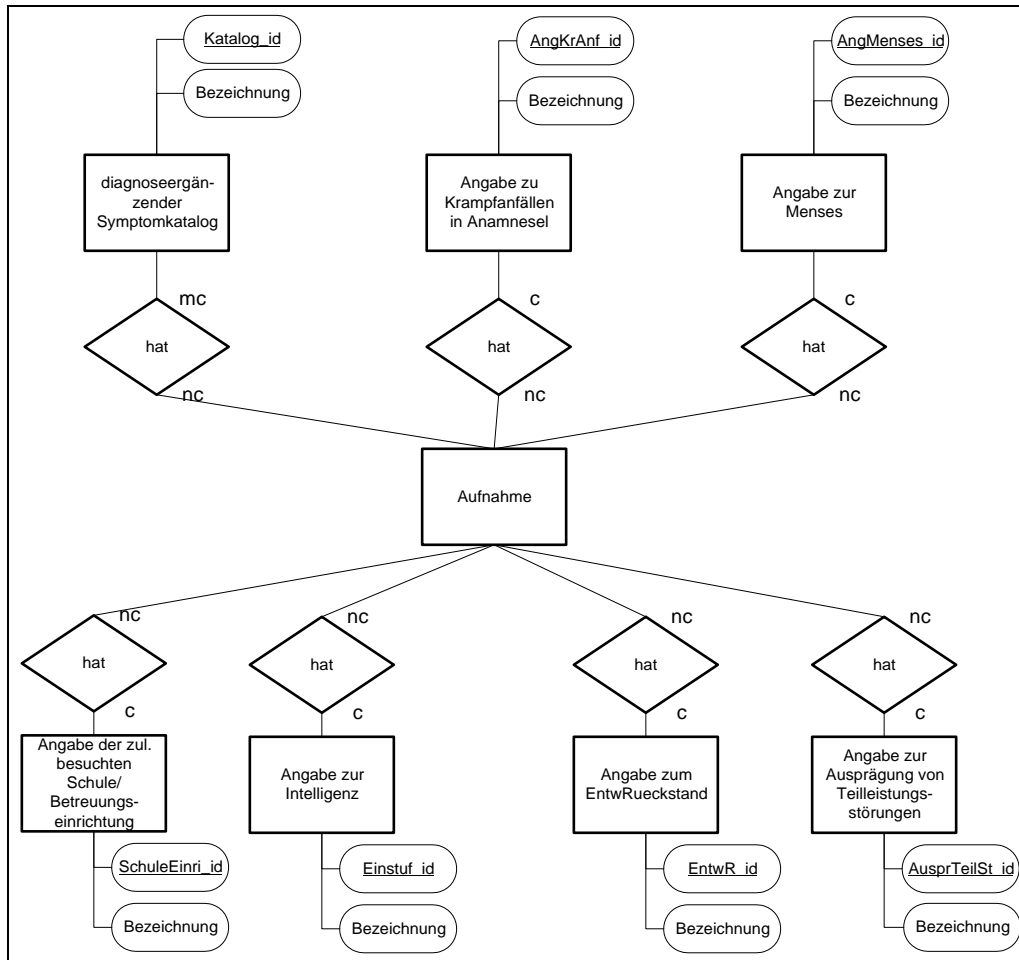 Katalog_id
AngKrAnf_id
AngMenses_id
Bezeichnung
Bezeichnung
Bezeichnung
diagnoseergän-
zender
Symptomkatalog
Angabe zu
Krampfanfällen
in Anamnesel
Angabe zur
Menses
mc
c
c
hat
hat
hat
nc
nc
nc
Aufnahme
nc
nc
nc
nc
hat
hat
hat
hat
c
c
c
c
Angabe der zul.
besuchten
Schule/
Betreuungs-
einrichtung
Angabe zur
Intelligenz
Angabe zum
EntwRueckstand
Angabe zur
Ausprägung von
Teilleistungs-
störungen
SchuleEinri_id
Einstuf_id
EntwR_id
AusprTeilSt_id
Bezeichnung
Bezeichnung
Bezeichnung
Bezeichnung